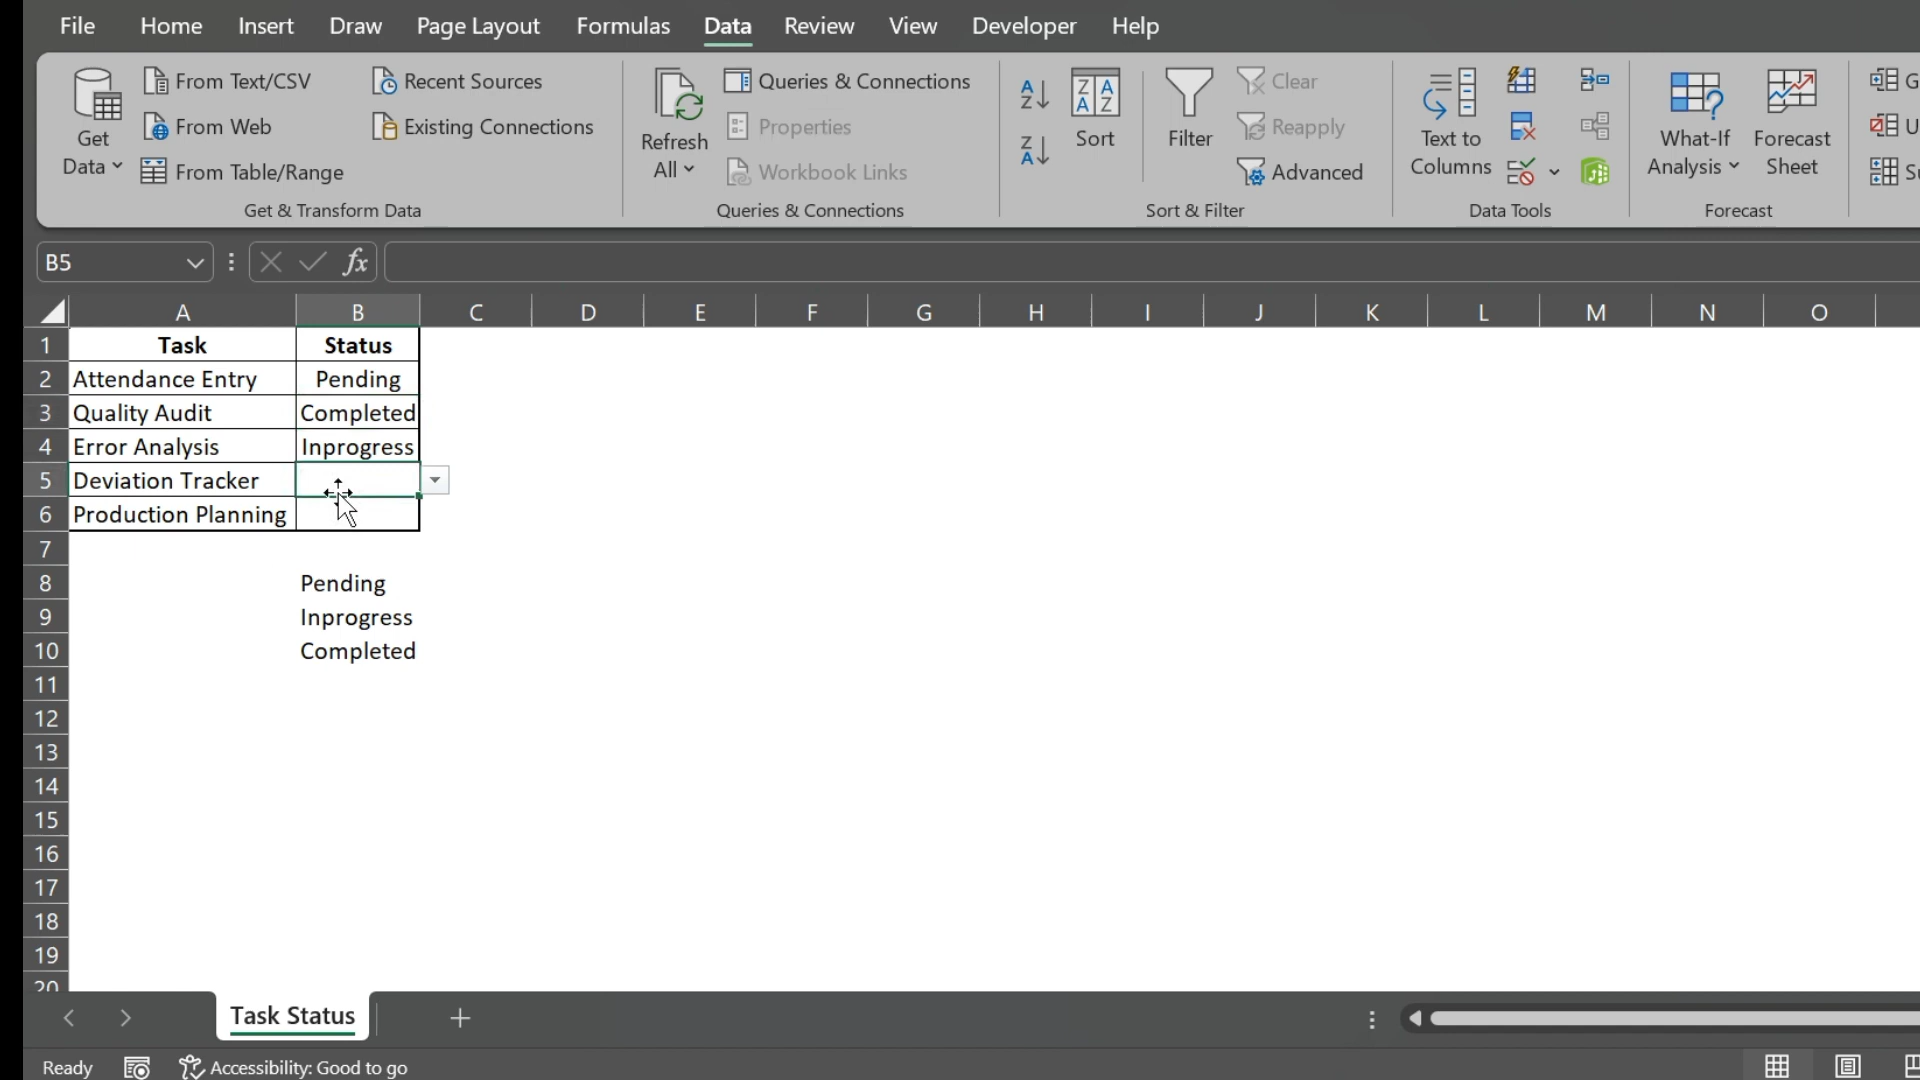 File Home Insert Draw Page Layout Formulas Data Review View Developer Help
Get Data
From Text/CSV
From Web
From Table/Range
Recent Sources
Existing Connections
Get & Transform Data
Refresh All
Queries & Connections
Properties
Workbook Links
Queries & Connections
Sort
Filter
Clear
Reapply
Advanced
Sort & Filter
Text to Columns
Data Tools
What-If Analysis
Forecast Sheet
Forecast
B5 fx
A B C D E F G H I J K L M N O
1 Task Status
2 Attendance Entry Pending
3 Quality Audit Completed
4 Error Analysis Inprogress
5 Deviation Tracker
6 Production Planning
7
8 Pending
9 Inprogress
10 Completed
11
12
13
14
15
16
17
18
19
20
Task Status
Ready Accessibility: Good to go